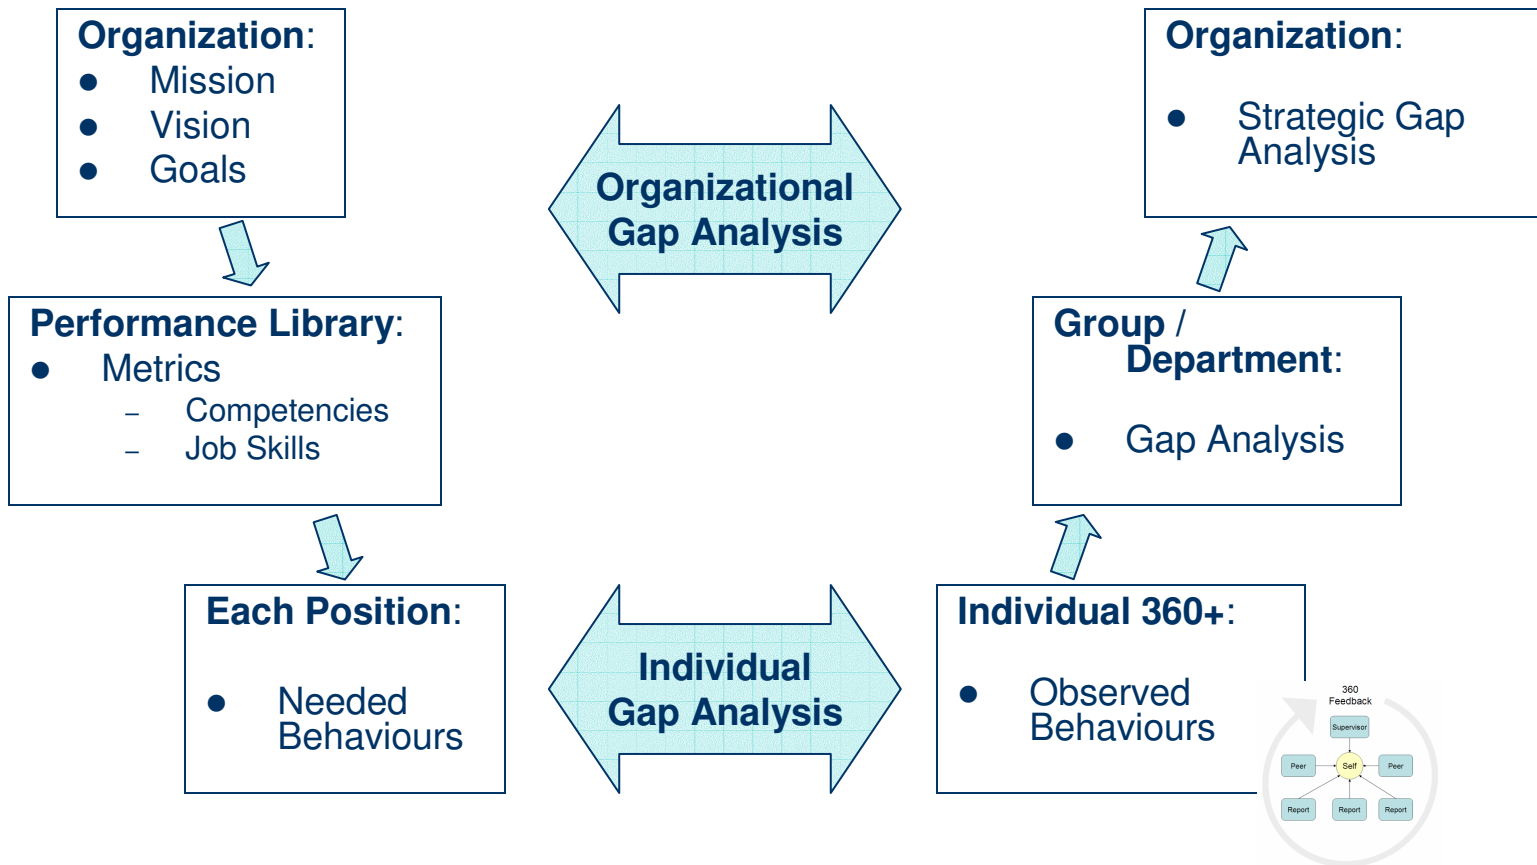 Organization:
● Mission
● Vision
● Goals
Performance Library:
● Metrics
– Competencies
– Job Skills
Each Position:
● Needed
Behaviours
Organizational
Gap Analysis
Individual
Gap Analysis
Organization:
● Strategic Gap
Analysis
Group /
Department:
● Gap Analysis
Individual 360+:
● Observed
Behaviours
360
Feedback
Supervisor
Peer
Self
Peer
Report
Report
Report